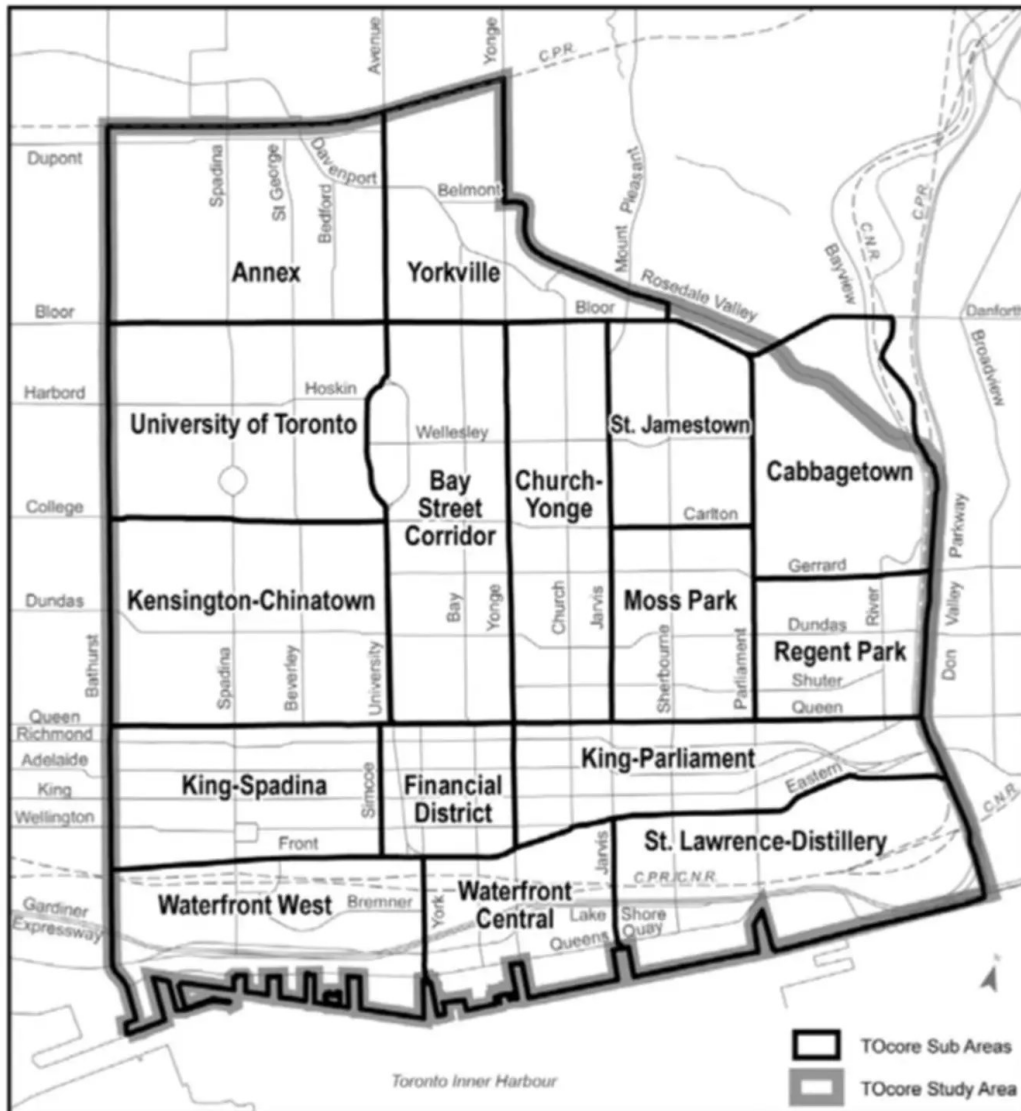 Avenue
Yonge
C.P.R.
Dupont
Spadina
St George
Bedford
Davenport
Belmont
Mount Pleasant
Bayview
C.N.R.
C.P.R.
Annex
Yorkville
Rosedale Valley
Bloor
Bloor
Danforth
Broadview
Harbord
Hoskin
University of Toronto
Wellesley
St. Jamestown
Cabbagetown
Bay
Street
Corridor
Church-
Yonge
College
Carlton
Parkway
Gerrard
Kensington-Chinatown
Moss Park
Dundas
Dundas
River
Valley
Bay
Yonge
Church
Jarvis
Regent Park
Bathurst
Spadina
Beverley
University
Sherbourne
Parliament
Shuter
Don
Queen
Queen
Richmond
Adelaide
King
Wellington
King-Spadina
Simcoe
Financial
District
King-Parliament
Eastern
C.N.R.
Front
Jarvis
St. Lawrence-Distillery
C.P.R./C.N.R.
Gardiner
Expressway
Waterfront West
Bremner
York
Waterfront
Central
Lake Shore
Queens Quay
TOcore Sub Areas
TOcore Study Area
Toronto Inner Harbour